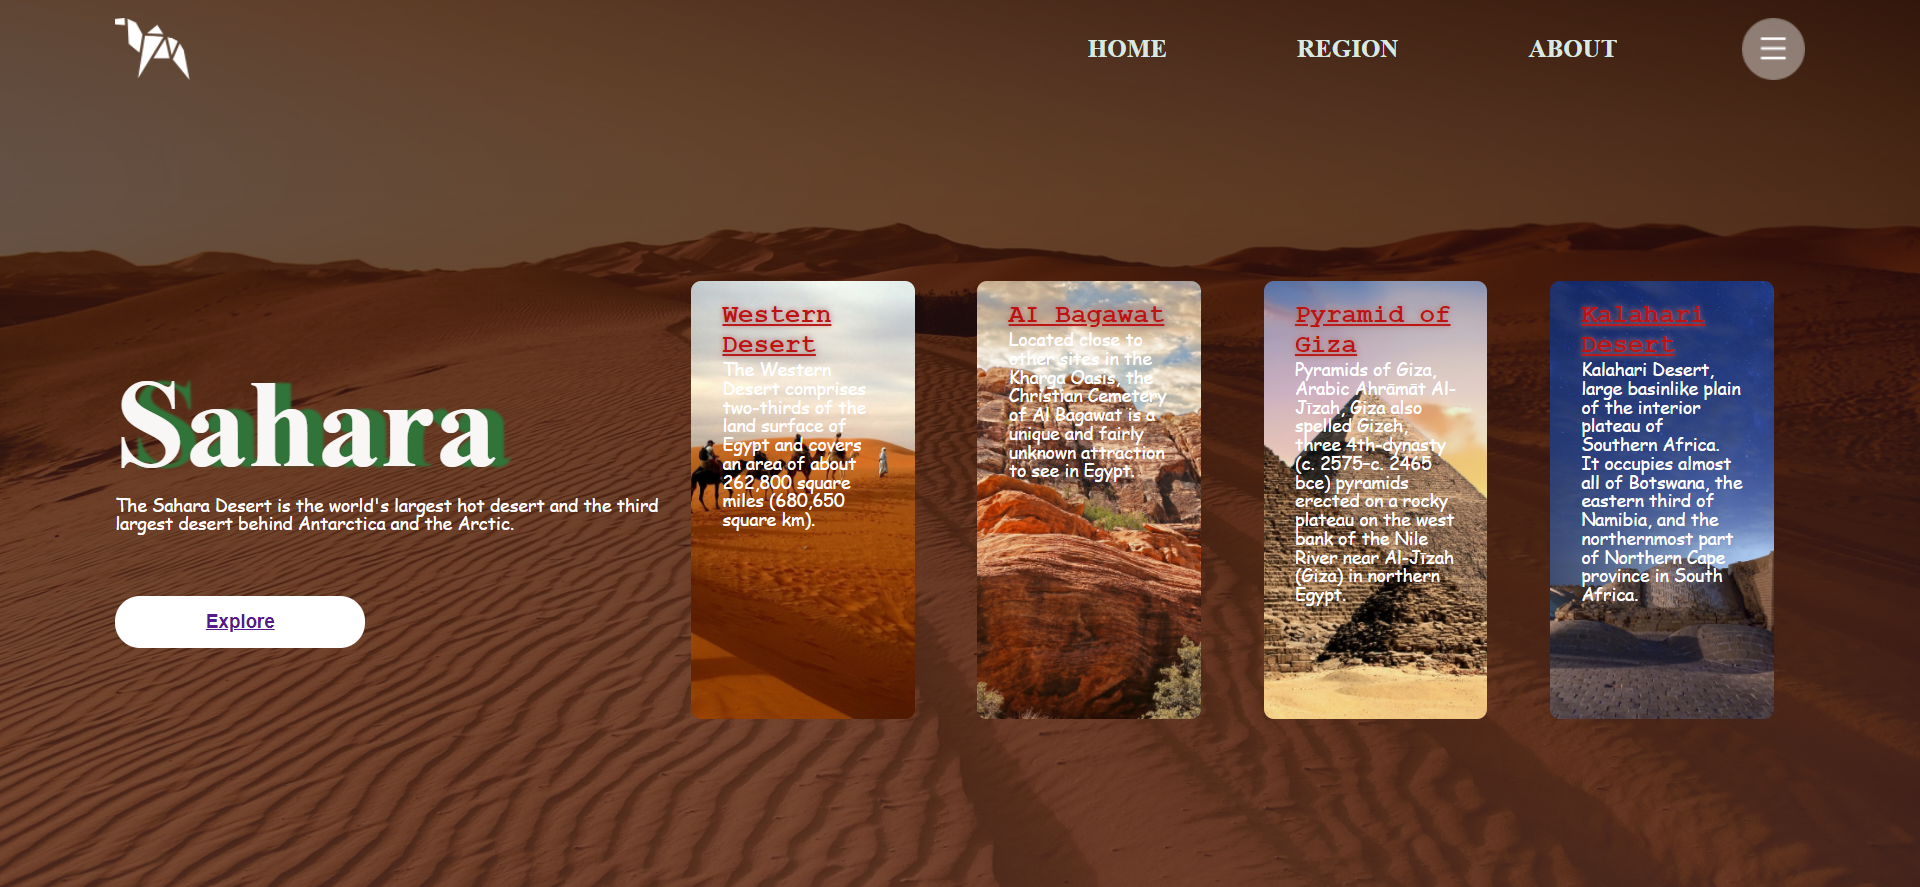 HOME
REGION
ABOUT
Sahara
The Sahara Desert is the world's largest hot desert and the third
largest desert behind Antarctica and the Arctic.
Explore
Western
Desert
The Western
Desert comprises
two-thirds of the
land surface of
Egypt and covers
an area of about
262,800 square
miles (680,650
square km).
AI Bagawat
Located close to
other sites in the
Kharga Oasis, the
Christian Cemetery
of Al Bagawat is a
unique and fairly
unknown attraction
to see in Egypt.
Pyramid of
Giza
Pyramids of Giza,
Arabic Ahrāmāt Al-
Jīzah, Giza also
spelled Gizeh,
three 4th-dynasty
(c. 2575–c. 2465
bce) pyramids
erected on a rocky
plateau on the west
bank of the Nile
River near Al-Jīzah
(Giza) in northern
Egypt.
Kalahari
Desert
Kalahari Desert,
large basinlike plain
of the interior
plateau of
Southern Africa.
It occupies almost
all of Botswana, the
eastern third of
Namibia, and the
northernmost part
of Northern Cape
province in South
Africa.